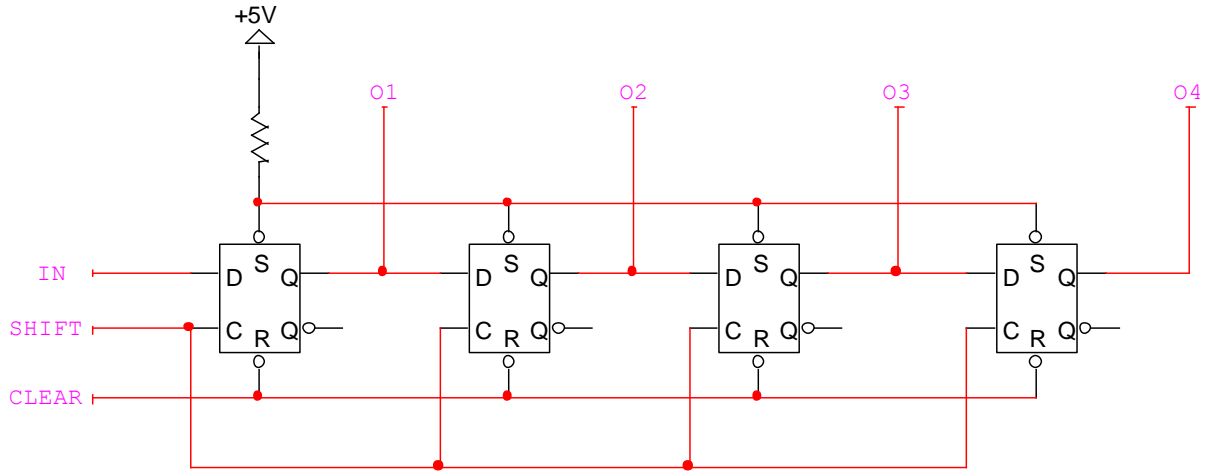 +5V
O1 O2 O3 O4
S S S S
IN D Q D Q D Q D Q
SHIFT C R Q C R Q C R Q C R Q
CLEAR